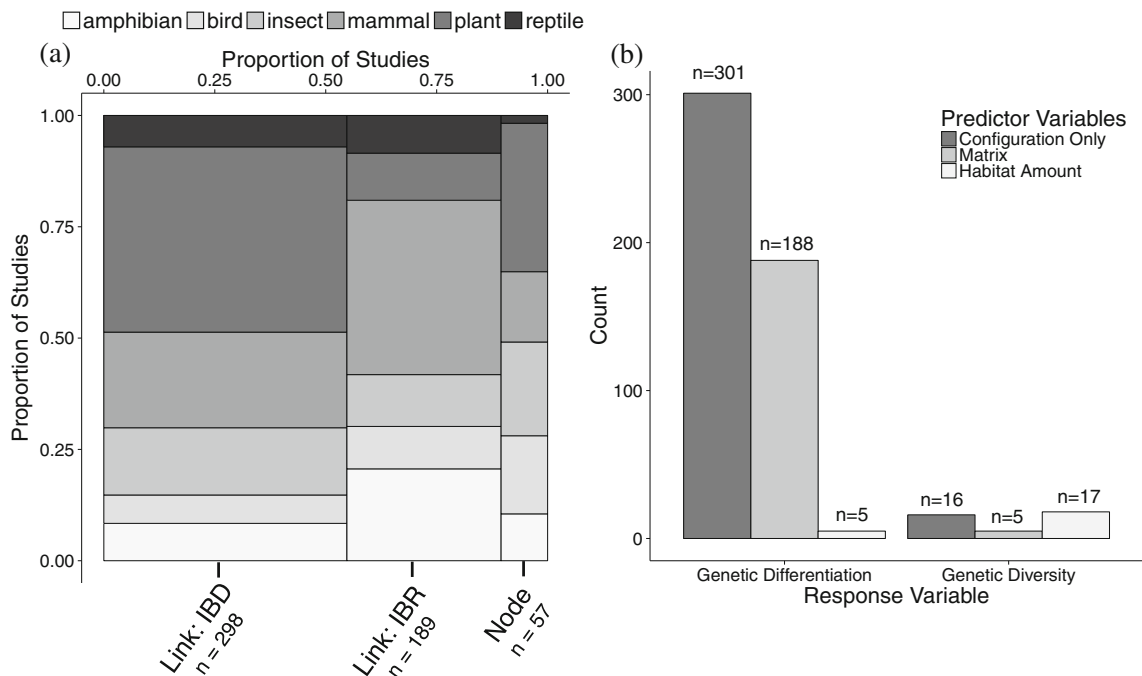 amphibian bird insect mammal plant reptile
(a)
Proportion of Studies
0.00 0.25 0.50 0.75 1.00
Proportion of Studies
1.00
0.75
0.50
0.25
0.00
Link: IBD
n = 298
Link: IBR
n = 189
Node
n = 57
(b)
Count
300
200
100
0
n=301
n=188
n=5
n=16
n=5
n=17
Predictor Variables
Configuration Only
Matrix
Habitat Amount
Genetic Differentiation Genetic Diversity
Response Variable